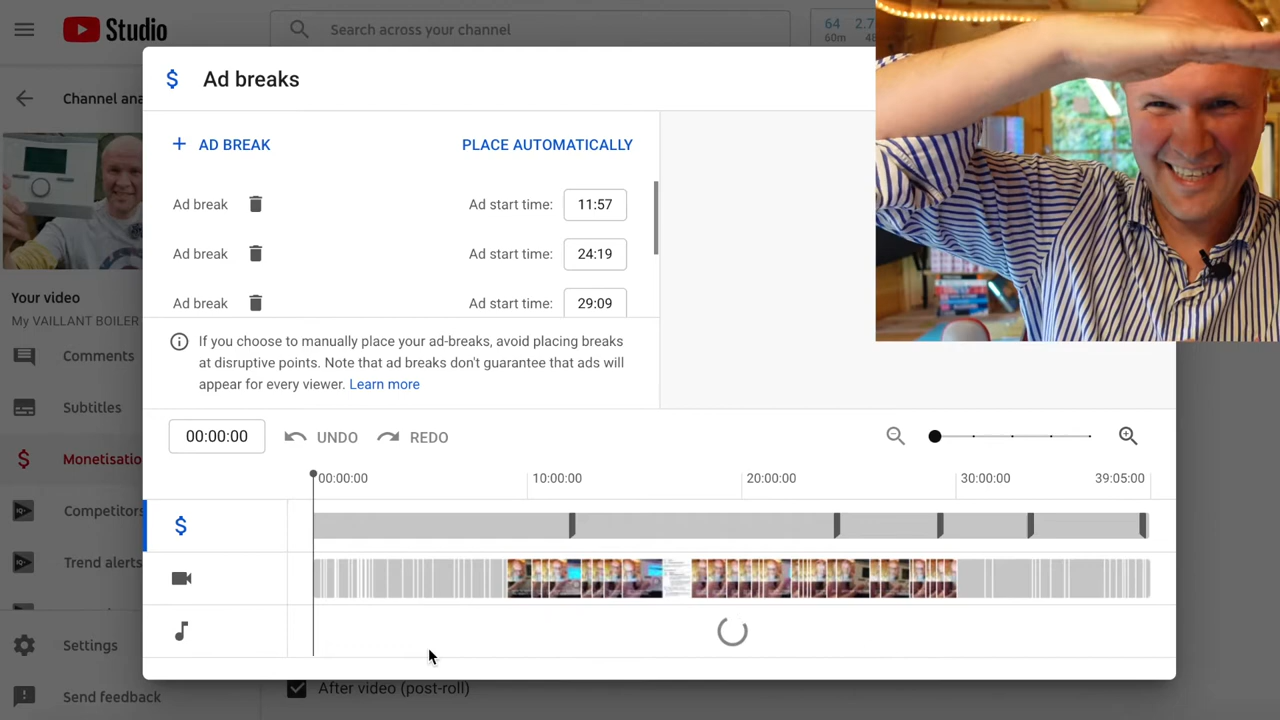 Studio
Search across your channel
64
60m
Channel ana
Your video
My VAILLANT BOILER
Comments
Subtitles
Monetisatio
Competitors
Trend alerts
Settings
Send feedback
Ad breaks
AD BREAK
PLACE AUTOMATICALLY
Ad break
Ad start time:
11:57
Ad break
Ad start time:
24:19
Ad break
Ad start time:
29:09
If you choose to manually place your ad-breaks, avoid placing breaks
at disruptive points. Note that ad breaks don't guarantee that ads will
appear for every viewer. Learn more
00:00:00
UNDO
REDO
00:00:00
10:00:00
20:00:00
30:00:00
39:05:00
After video (post-roll)